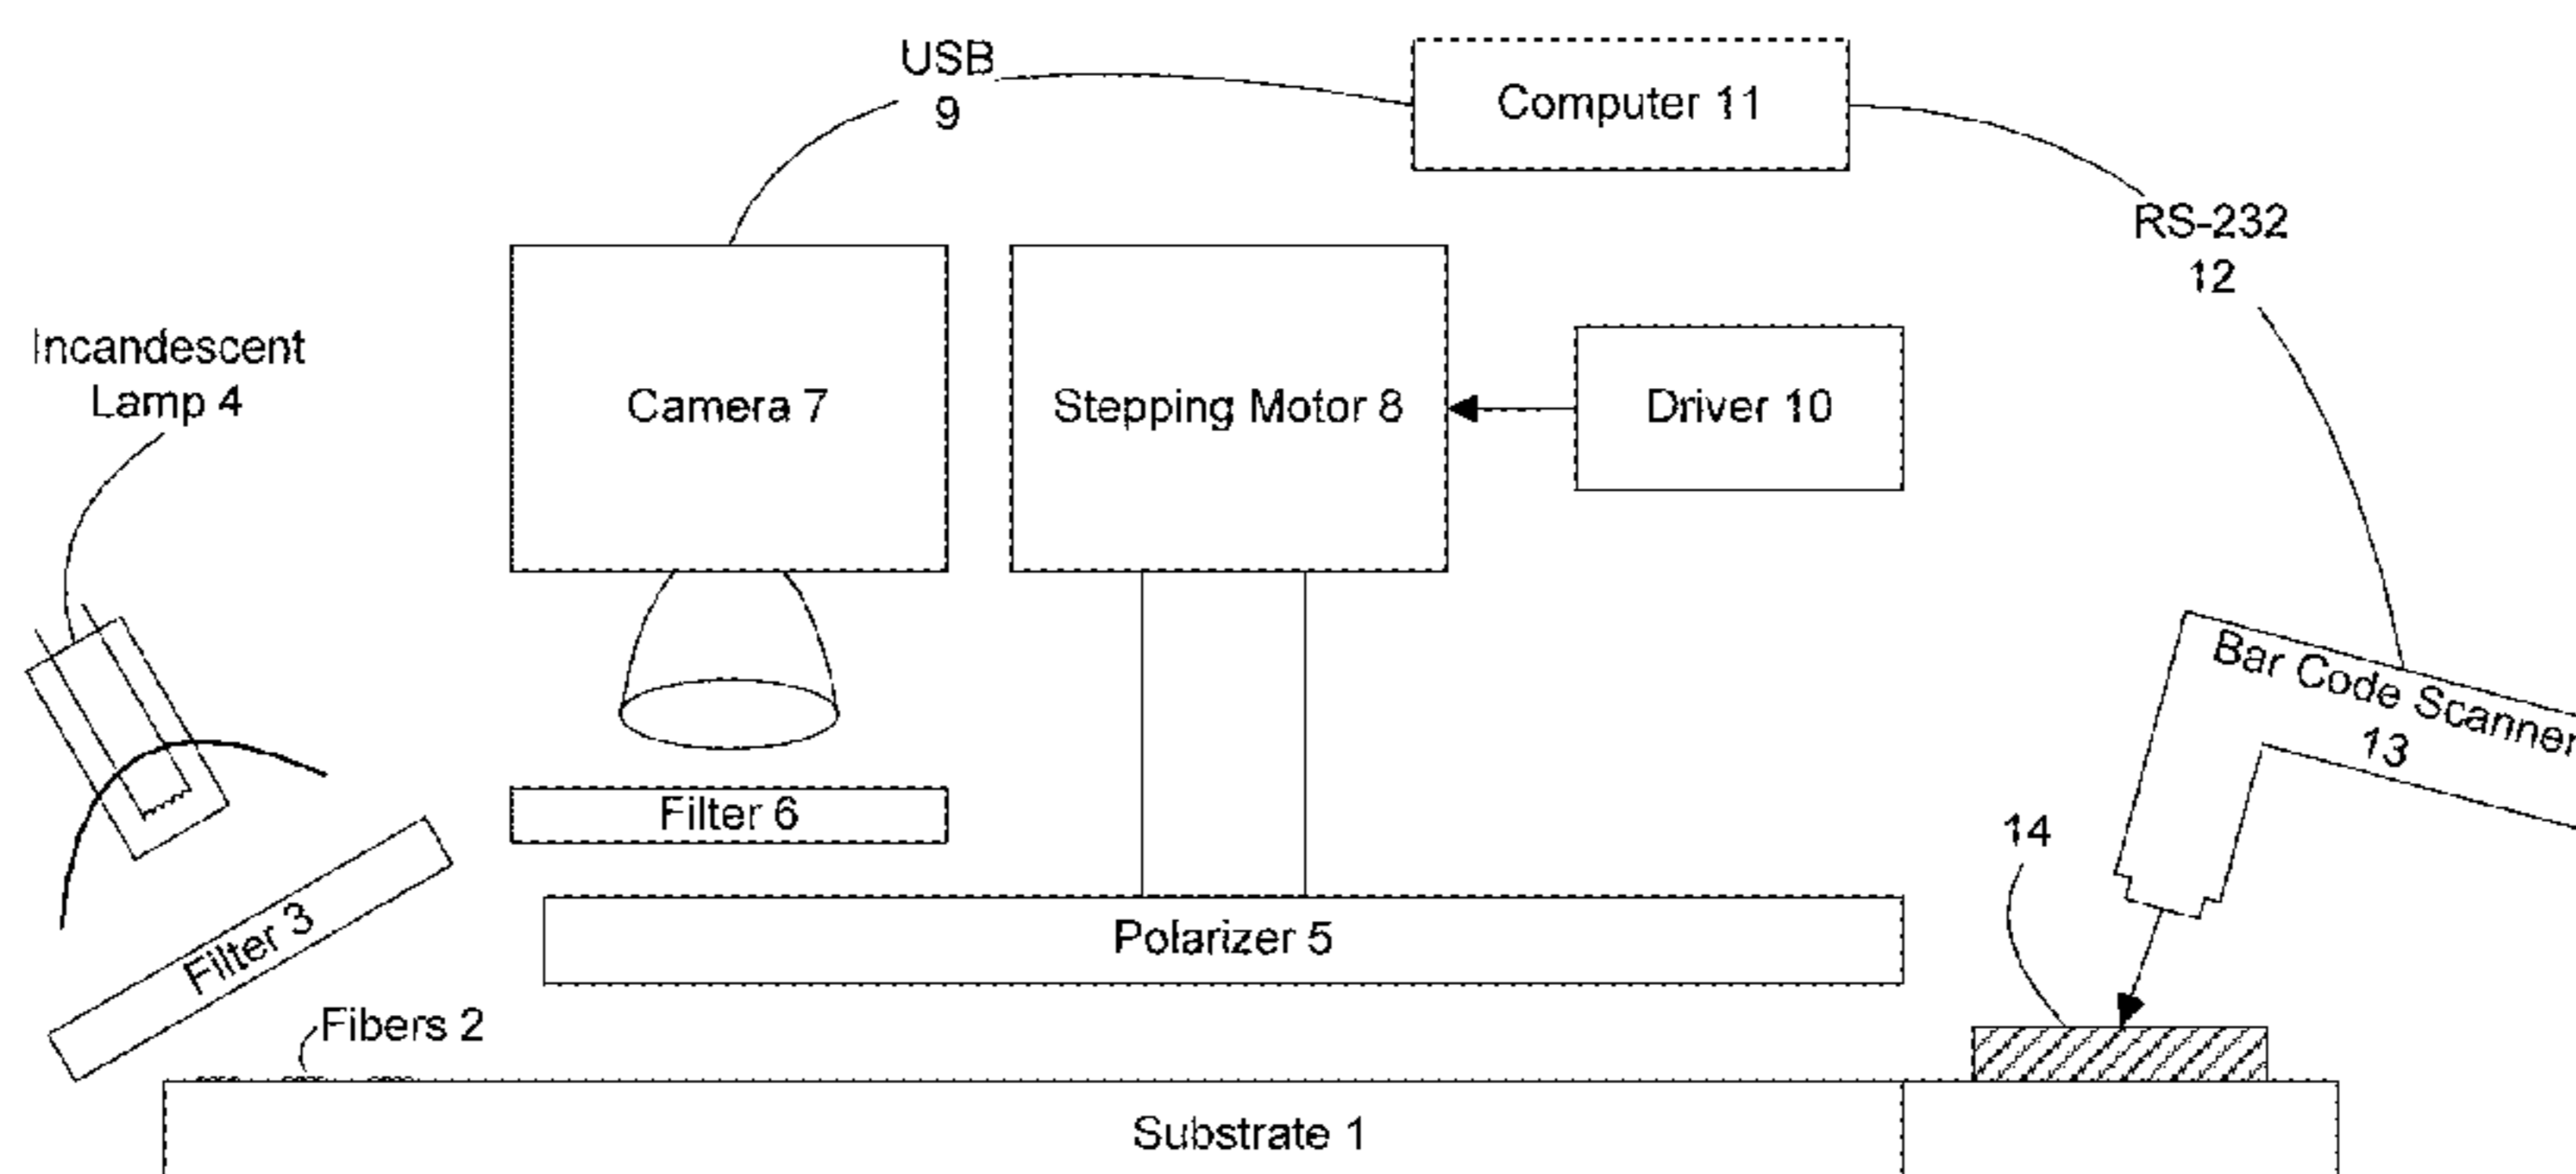 USB
9
Computer 11
RS-232
12
Incandescent
Lamp 4
Camera 7
Stepping Motor 8
Driver 10
Bar Code Scanner
13
Filter 6
14
Filter 3
Polarizer 5
Fibers 2
Substrate 1